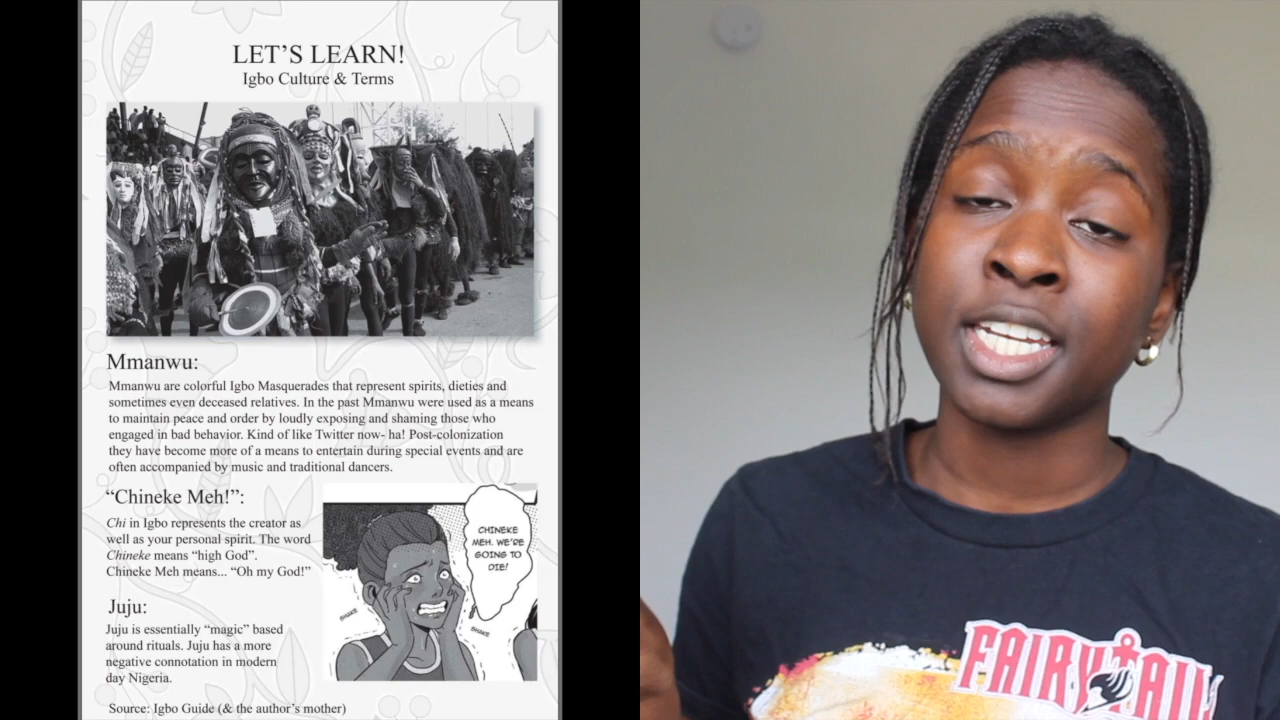 LET'S LEARN!
Igbo Culture & Terms
Mmanwu:
Mmanwu are colorful Igbo Masquerades that represent spirits, dieties and
sometimes even deceased relatives. In the past Mmanwu were used as a means
to maintain peace and order by loudly exposing and shaming those who
engaged in bad behavior. Kind of like Twitter now- ha! Post-colonization
they have become more of a means to entertain during special events and are
often accompanied by music and traditional dancers.
"Chineke Meh!":
Chi in Igbo represents the creator as
well as your personal spirit. The word
Chineke means "high God".
Chineke Meh means... "Oh my God!"
CHINEKE
MEH. WE'RE
GOING TO
DIE!
SHAKE
SHAKE
Juju:
Juju is essentially "magic" based
around rituals. Juju has a more
negative connotation in modern
day Nigeria.
Source: Igbo Guide (& the author's mother)
FAIRY TAIL